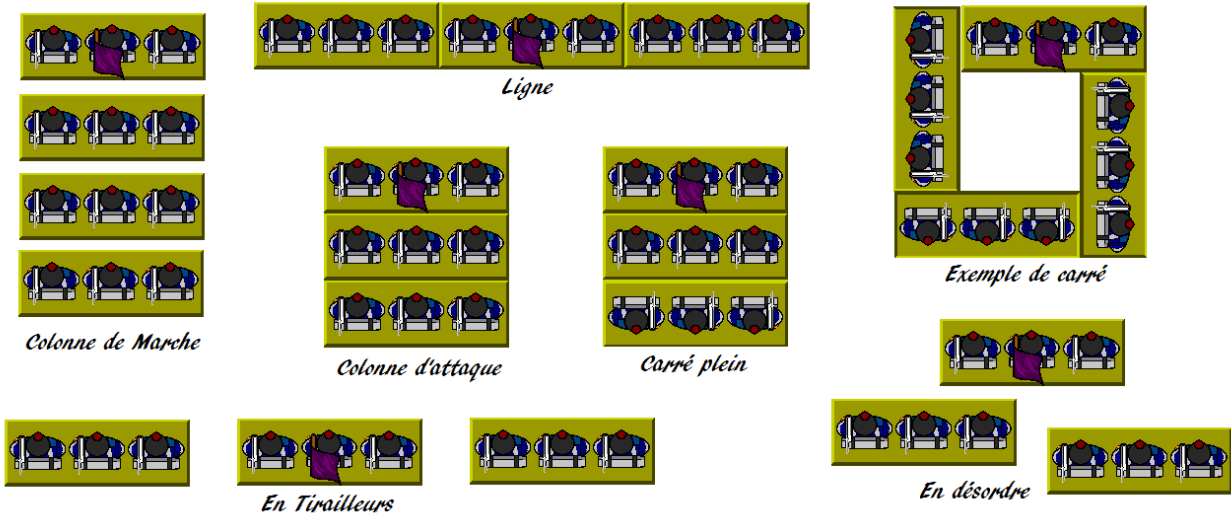 Ligne
Exemple de carré
Colonne de Marche
Colonne d'attaque
Carré plein
En Tirailleurs
En désordre